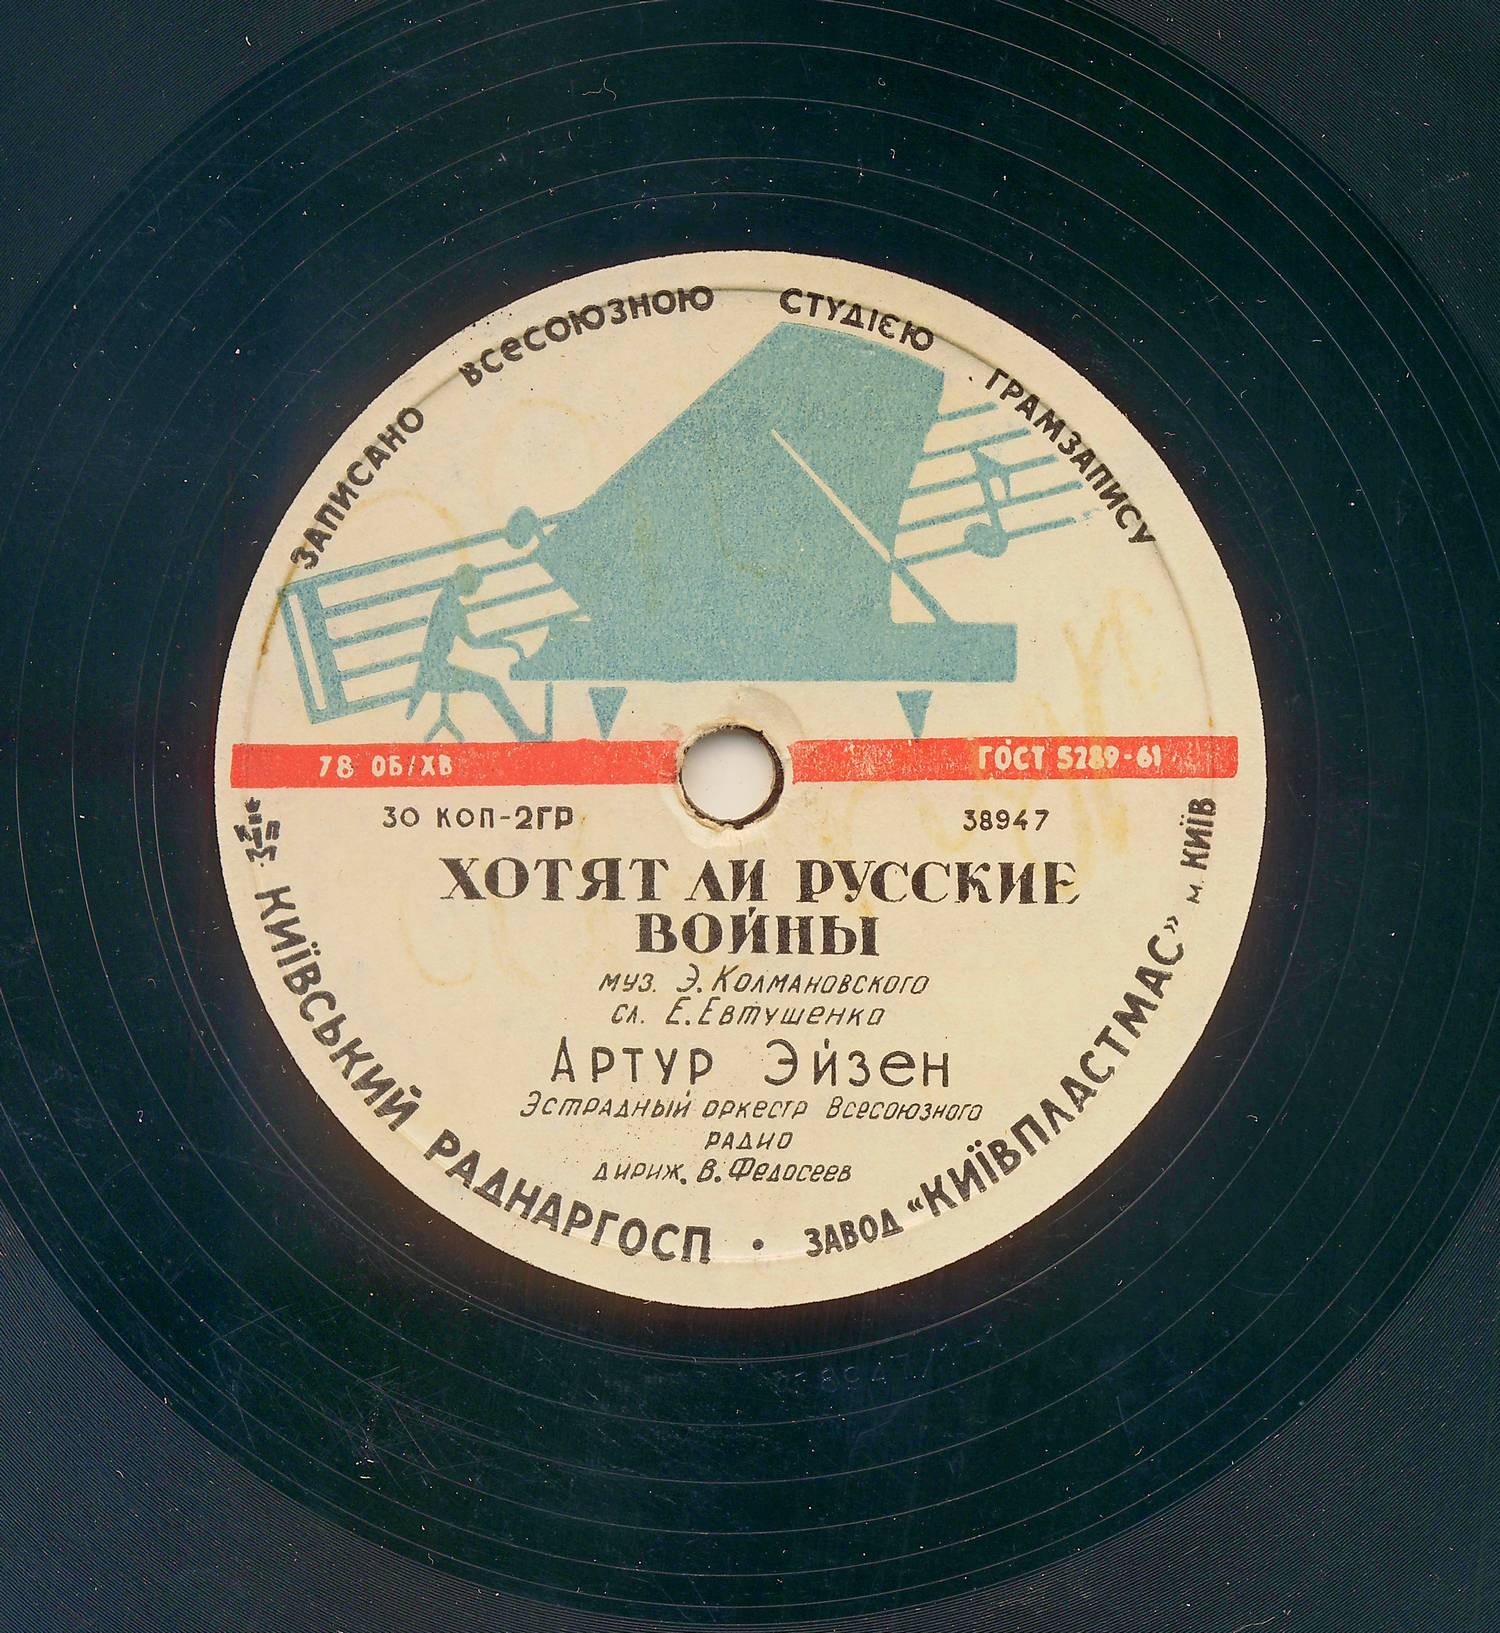 ЗАПИСАНО ВСЕСОЮЗНОЮ СТУДІЄЮ ГРАМЗАПИСУ
78 ОБ/ХВ
ГОСТ 5289-61
30 КОП-2ГР
38947
ХОТЯТ ЛИ РУССКИЕ
ВОЙНЫ
муз. Э. Колмановского
сл. Е. Евтушенко
Артур Эйзен
Эстрадный оркестр Всесоюзного
радио
дириж. В. Федосеев
КИЇВСЬКИЙ РАДНАРГОСП • ЗАВОД "КИЇВПЛАСТМАС" м. КИЇВ